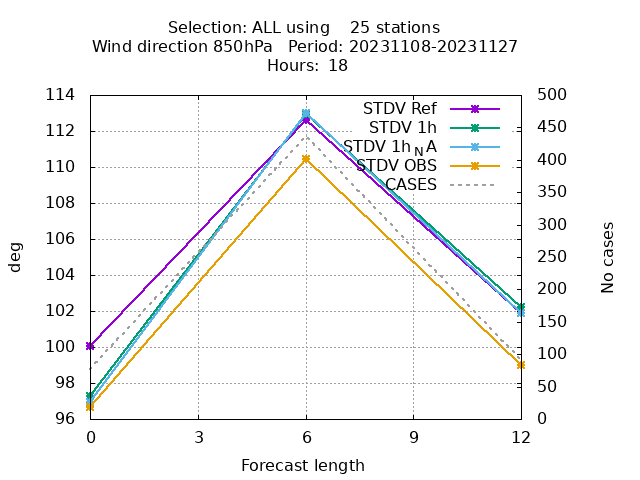 Selection: ALL using    25 stations
Wind direction 850hPa   Period: 20231108-20231127
Hours: 18
114 500
STDV Ref
112 450
STDV 1h
STDV 1h_N A
110 400
STDV OBS
CASES
108 350
106 300
104 250
102 200
100 150
98 100
96 50
0
0 3 6 9 12
deg
No cases
Forecast length